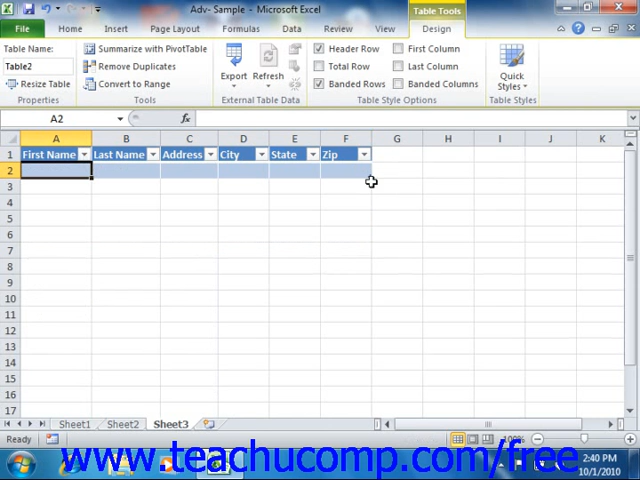 Adv- Sample - Microsoft Excel
Table Tools
File Home Insert Page Layout Formulas Data Review View Design
Table Name:
Table2
Resize Table
Properties
Summarize with PivotTable
Remove Duplicates
Convert to Range
Tools
Export Refresh
External Table Data
Header Row First Column
Total Row Last Column
Banded Rows Banded Columns
Table Style Options
Quick
Styles
Table Styles
A2 fx
A B C D E F G H I J K
1 First Name Last Name Address City State Zip
2
3
4
5
6
7
8
9
10
11
12
13
14
15
16
17
Sheet1 Sheet2 Sheet3
Ready 100%
www.teachucomp.com/free
2:40 PM
10/1/2010